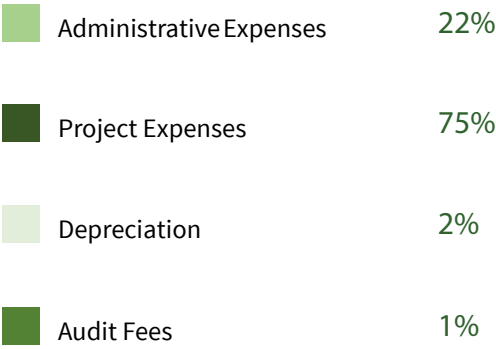 Administrative Expenses 22%
Project Expenses 75%
Depreciation 2%
Audit Fees 1%